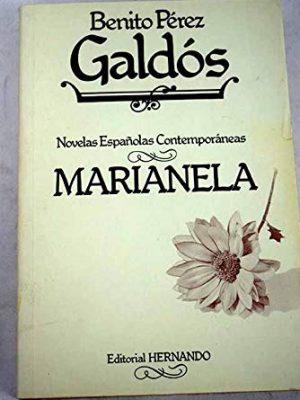 Benito Pérez
Galdós
Novelas Españolas Contemporáneas
MARIANELA
Editorial HERNANDO